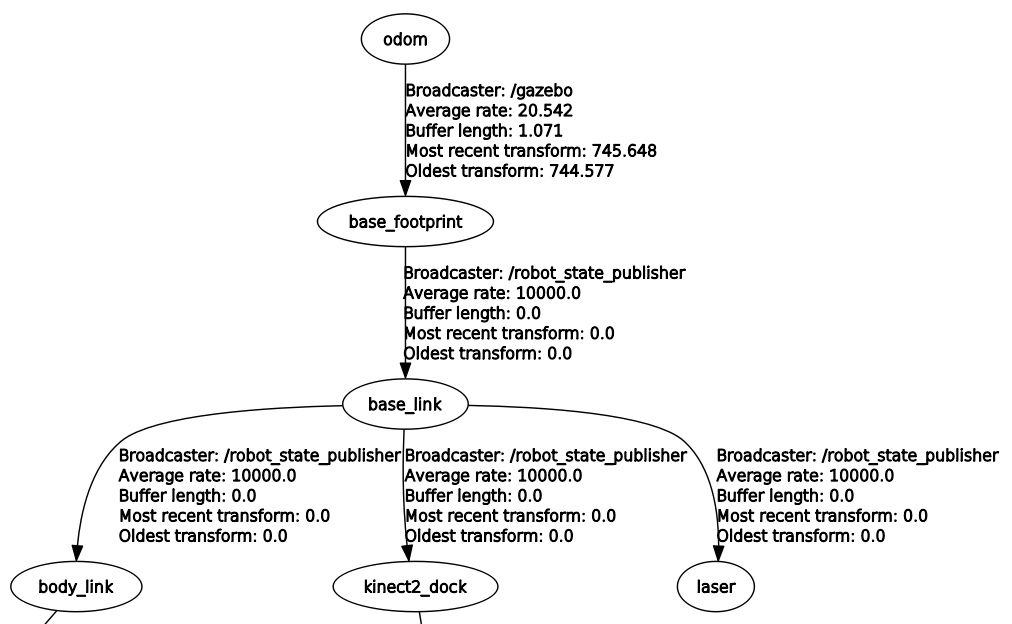 odom
Broadcaster: /gazebo
Average rate: 20.542
Buffer length: 1.071
Most recent transform: 745.648
Oldest transform: 744.577
base_footprint
Broadcaster: /robot_state_publisher
Average rate: 10000.0
Buffer length: 0.0
Most recent transform: 0.0
Oldest transform: 0.0
base_link
Broadcaster: /robot_state_publisher
Average rate: 10000.0
Buffer length: 0.0
Most recent transform: 0.0
Oldest transform: 0.0
Broadcaster: /robot_state_publisher
Average rate: 10000.0
Buffer length: 0.0
Most recent transform: 0.0
Oldest transform: 0.0
Broadcaster: /robot_state_publisher
Average rate: 10000.0
Buffer length: 0.0
Most recent transform: 0.0
Oldest transform: 0.0
body_link
kinect2_dock
laser